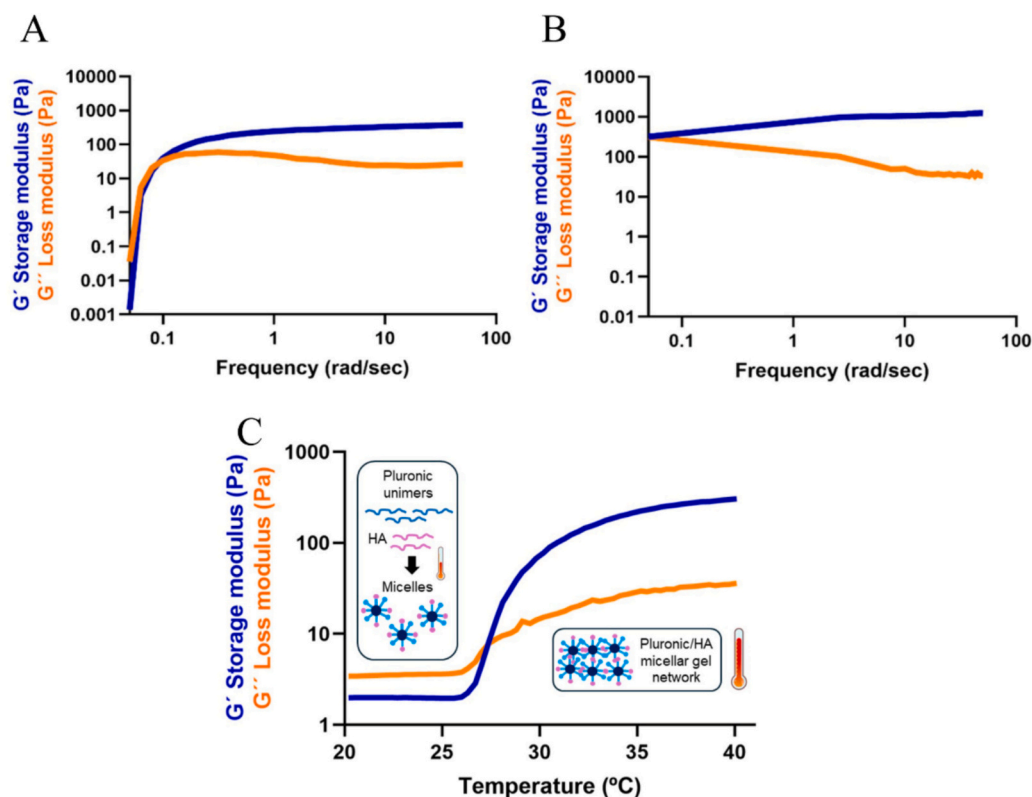 A
G´ Storage modulus (Pa)
G´´ Loss modulus (Pa)
10000
1000
100
10
1
0.1
0.01
0.001
0.1
1
10
100
Frequency (rad/sec)
B
G´ Storage modulus (Pa)
G´´ Loss modulus (Pa)
10000
1000
100
10
1
0.1
0.01
0.1
1
10
100
Frequency (rad/sec)
C
G´ Storage modulus (Pa)
G´´ Loss modulus (Pa)
1000
100
10
1
Pluronic
unimers
HA
Micelles
Pluronic/HA
micellar gel
network
20
25
30
35
40
Temperature (ºC)